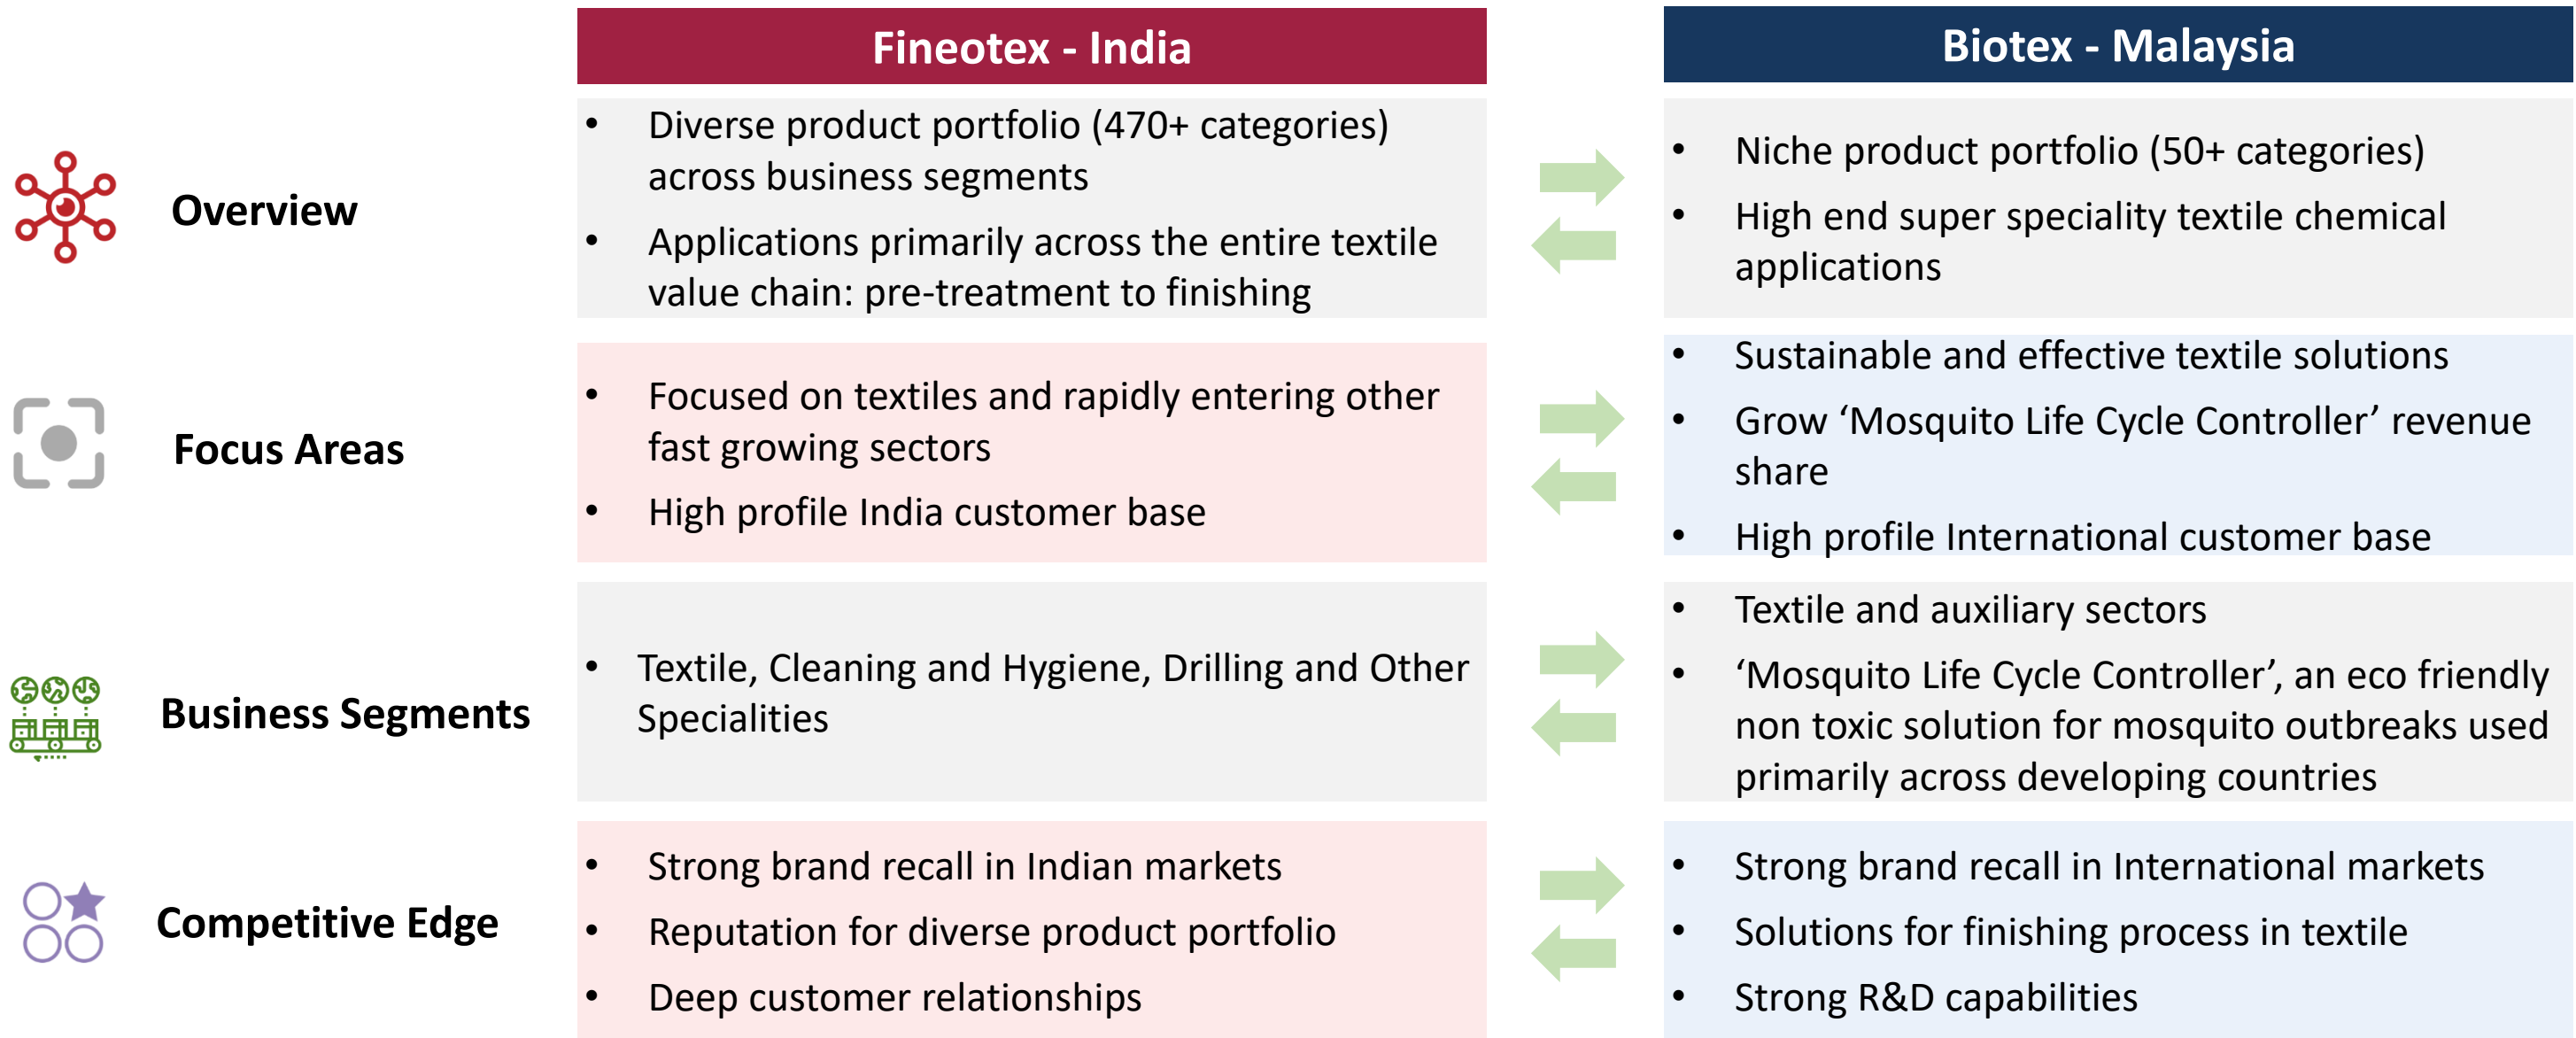 Fineotex - India
Biotex - Malaysia
Overview
• Diverse product portfolio (470+ categories)
across business segments
• Applications primarily across the entire textile
value chain: pre-treatment to finishing
• Niche product portfolio (50+ categories)
• High end super speciality textile chemical
applications
Focus Areas
• Focused on textiles and rapidly entering other
fast growing sectors
• High profile India customer base
• Sustainable and effective textile solutions
• Grow ‘Mosquito Life Cycle Controller’ revenue
share
• High profile International customer base
Business Segments
• Textile, Cleaning and Hygiene, Drilling and Other
Specialities
• Textile and auxiliary sectors
• ‘Mosquito Life Cycle Controller’, an eco friendly
non toxic solution for mosquito outbreaks used
primarily across developing countries
Competitive Edge
• Strong brand recall in Indian markets
• Reputation for diverse product portfolio
• Deep customer relationships
• Strong brand recall in International markets
• Solutions for finishing process in textile
• Strong R&D capabilities